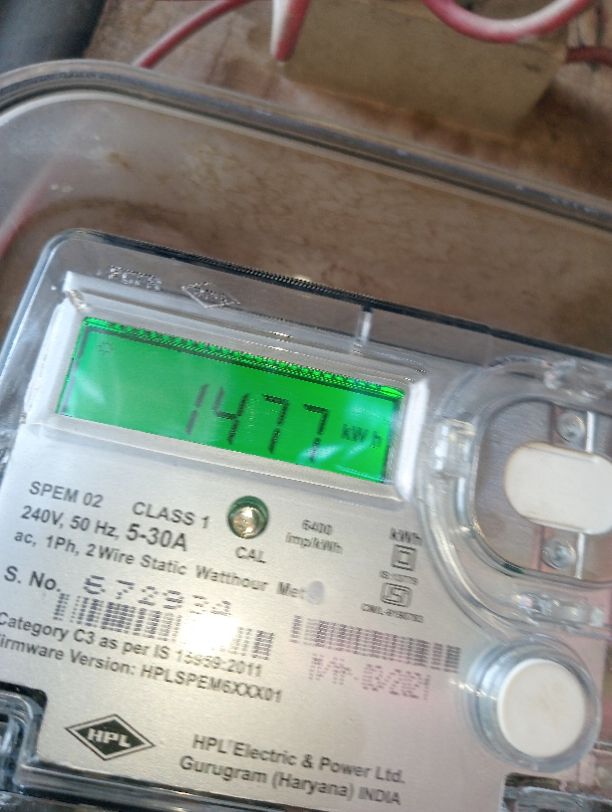 1477 kWh
SPEM 02 CLASS 1
240V, 50 Hz, 5-30A
ac, 1Ph, 2 Wire Static Watthour
CAL
6400
Imp/kWh
kWh
IS 13779
S. No.
Category C3 as per IS 15959:2011
Firmware Version: HPLSPEM6XXX01
03/2021
HPL
HPL Electric & Power Ltd.
Gurugram (Haryana) INDIA